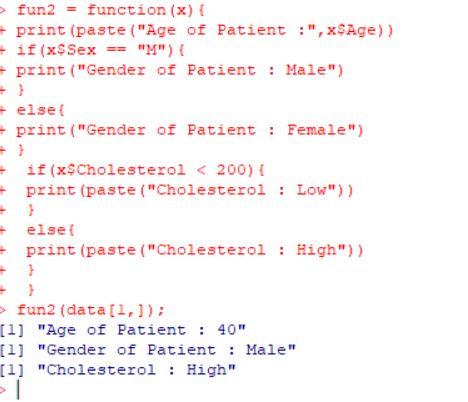 > fun2 = function(x){
+ print(paste("Age of Patient :",x$Age))
+ if(x$Sex == "M"){
+ print("Gender of Patient : Male")
+ }
+ else{
+ print("Gender of Patient : Female")
+ }
+  if(x$Cholesterol < 200){
+  print(paste("Cholesterol : Low"))
+  }
+  else{
+  print(paste("Cholesterol : High"))
+  }
+  }
> fun2(data[1,]);
[1] "Age of Patient : 40"
[1] "Gender of Patient : Male"
[1] "Cholesterol : High"
>